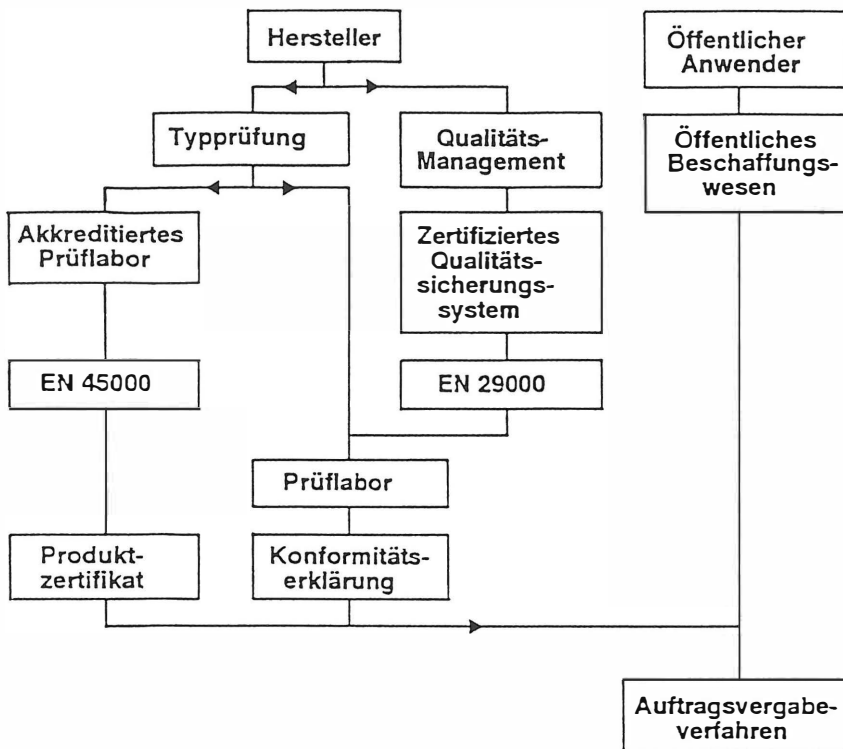 Hersteller
Öffentlicher
Anwender
Typprüfung
Qualitäts-
Management
Öffentliches
Beschaffungs-
wesen
Akkreditiertes
Prüflabor
Zertifiziertes
Qualitäts-
sicherungs-
system
EN 45000
EN 29000
Prüflabor
Produkt-
zertifikat
Konformitäts-
erklärung
Auftragsvergabe-
verfahren